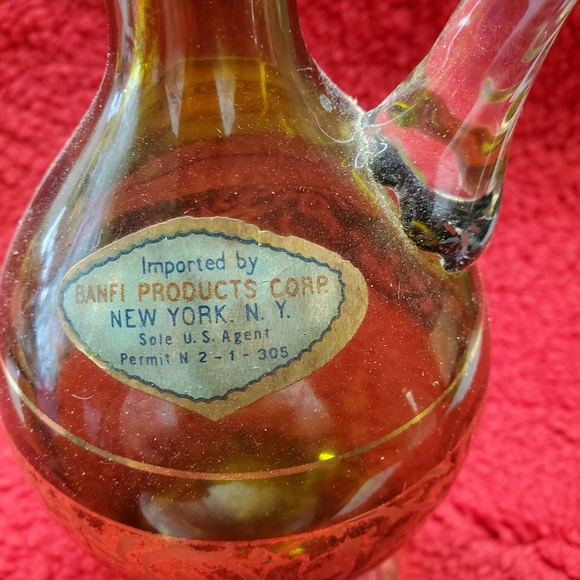 Imported by
BANFI PRODUCTS CORP.
NEW YORK. N. Y.
Sole U.S. Agent
Permit N 2-1-305